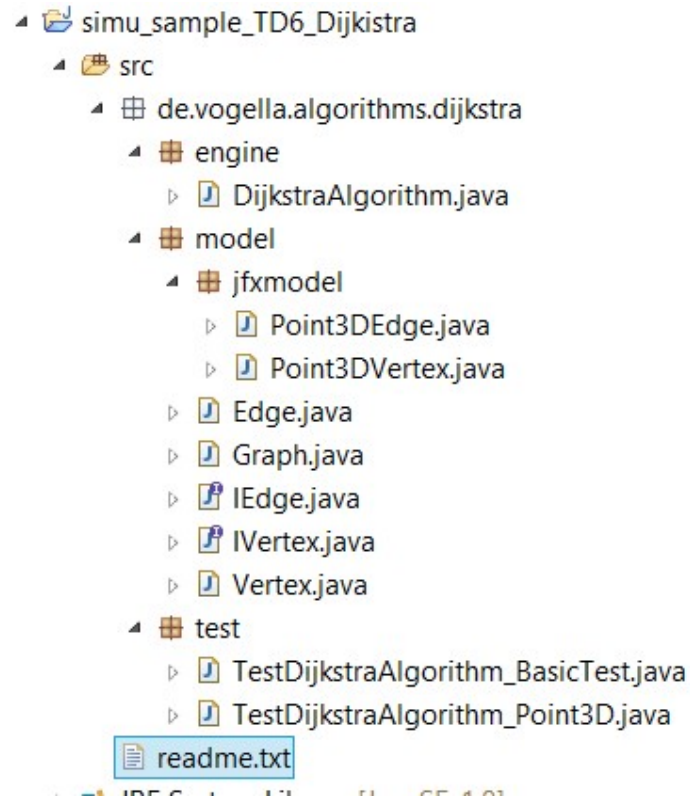 simu_sample_TD6_Dijkistra
src
de.vogella.algorithms.dijkstra
engine
DijkstraAlgorithm.java
model
jfxmodel
Point3DEdge.java
Point3DVertex.java
Edge.java
Graph.java
IEdge.java
IVertex.java
Vertex.java
test
TestDijkstraAlgorithm_BasicTest.java
TestDijkstraAlgorithm_Point3D.java
readme.txt